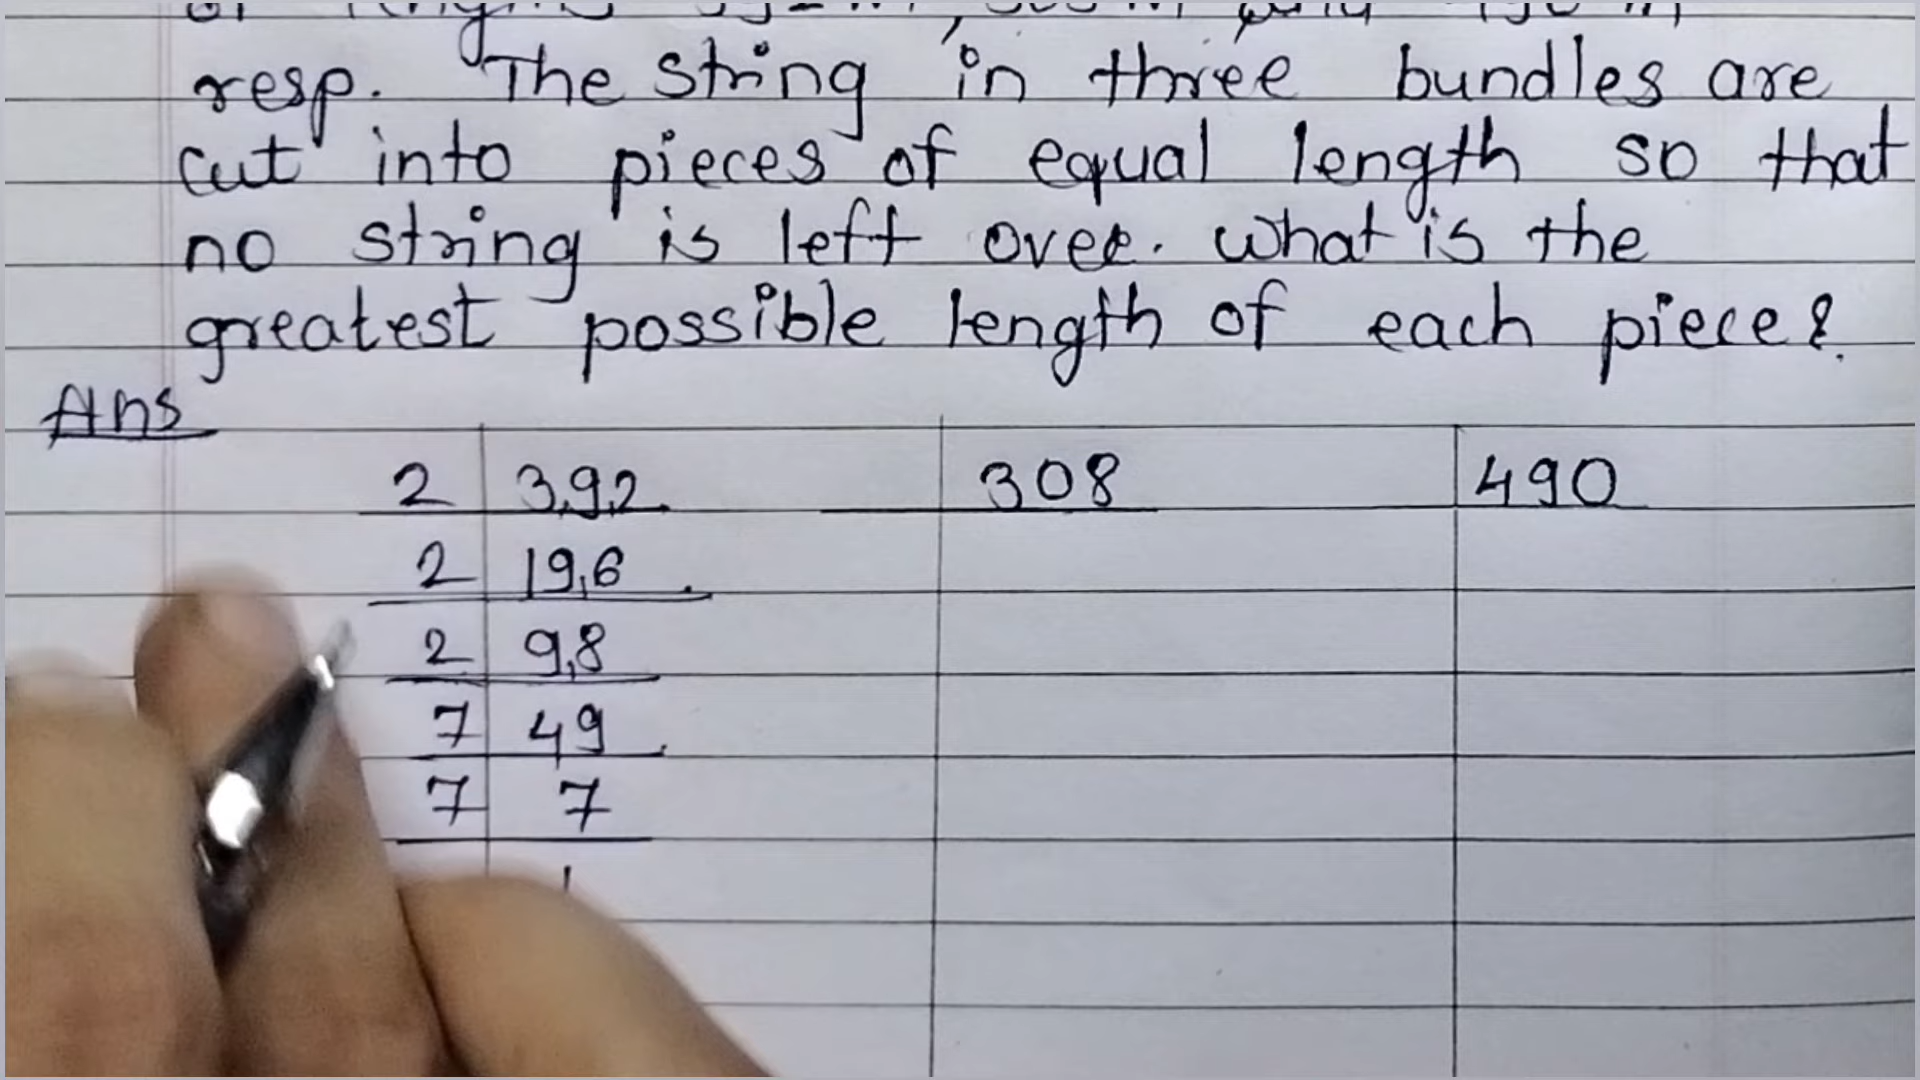 resp. The string in three bundles are
cut into pieces of equal length so that
no string is left over. what is the
greatest possible length of each piece?
Ans
2 392 308 490
2 196
2 98
7 49
7 7
1